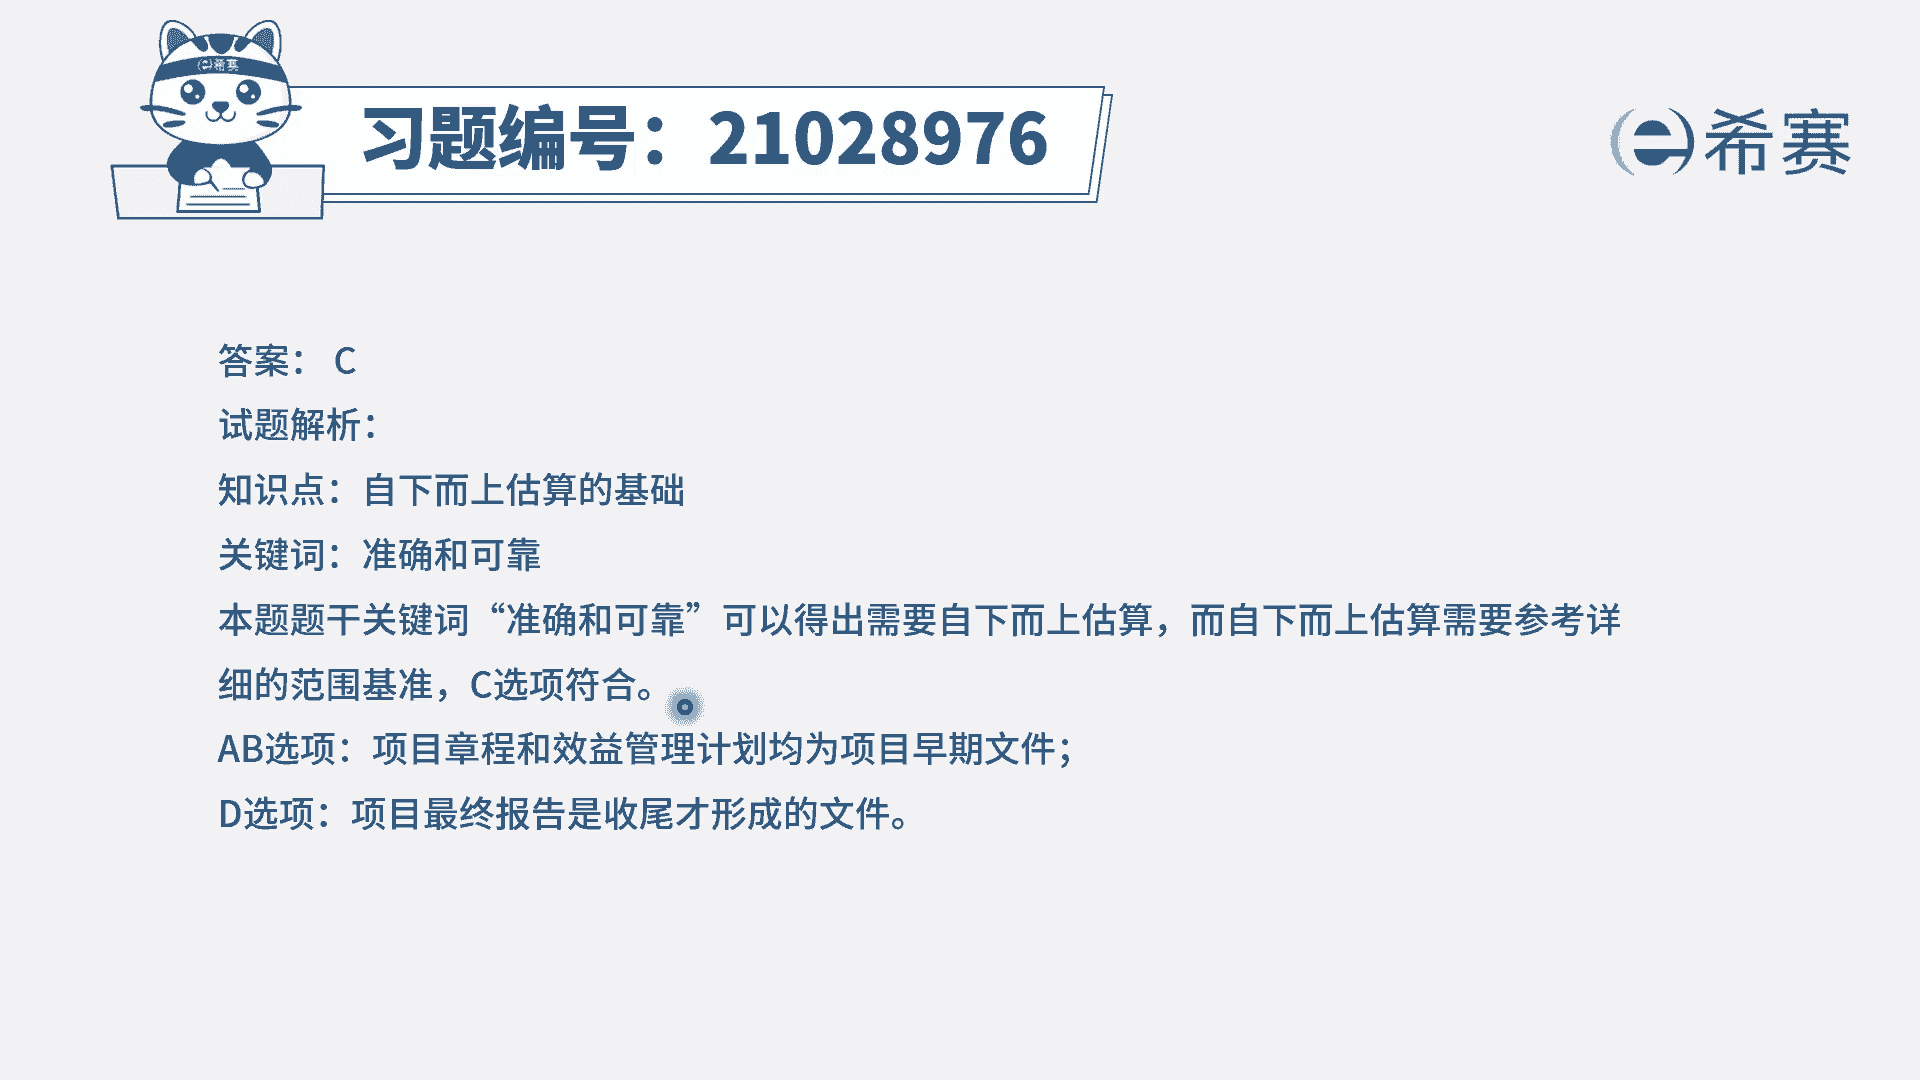 希赛
习题编号：21028976
希赛
答案： C
试题解析：
知识点：自下而上估算的基础
关键词：准确和可靠
本题题干关键词“准确和可靠”可以得出需要自下而上估算，而自下而上估算需要参考详
细的范围基准，C选项符合。
AB选项：项目章程和效益管理计划均为项目早期文件；
D选项：项目最终报告是收尾才形成的文件。